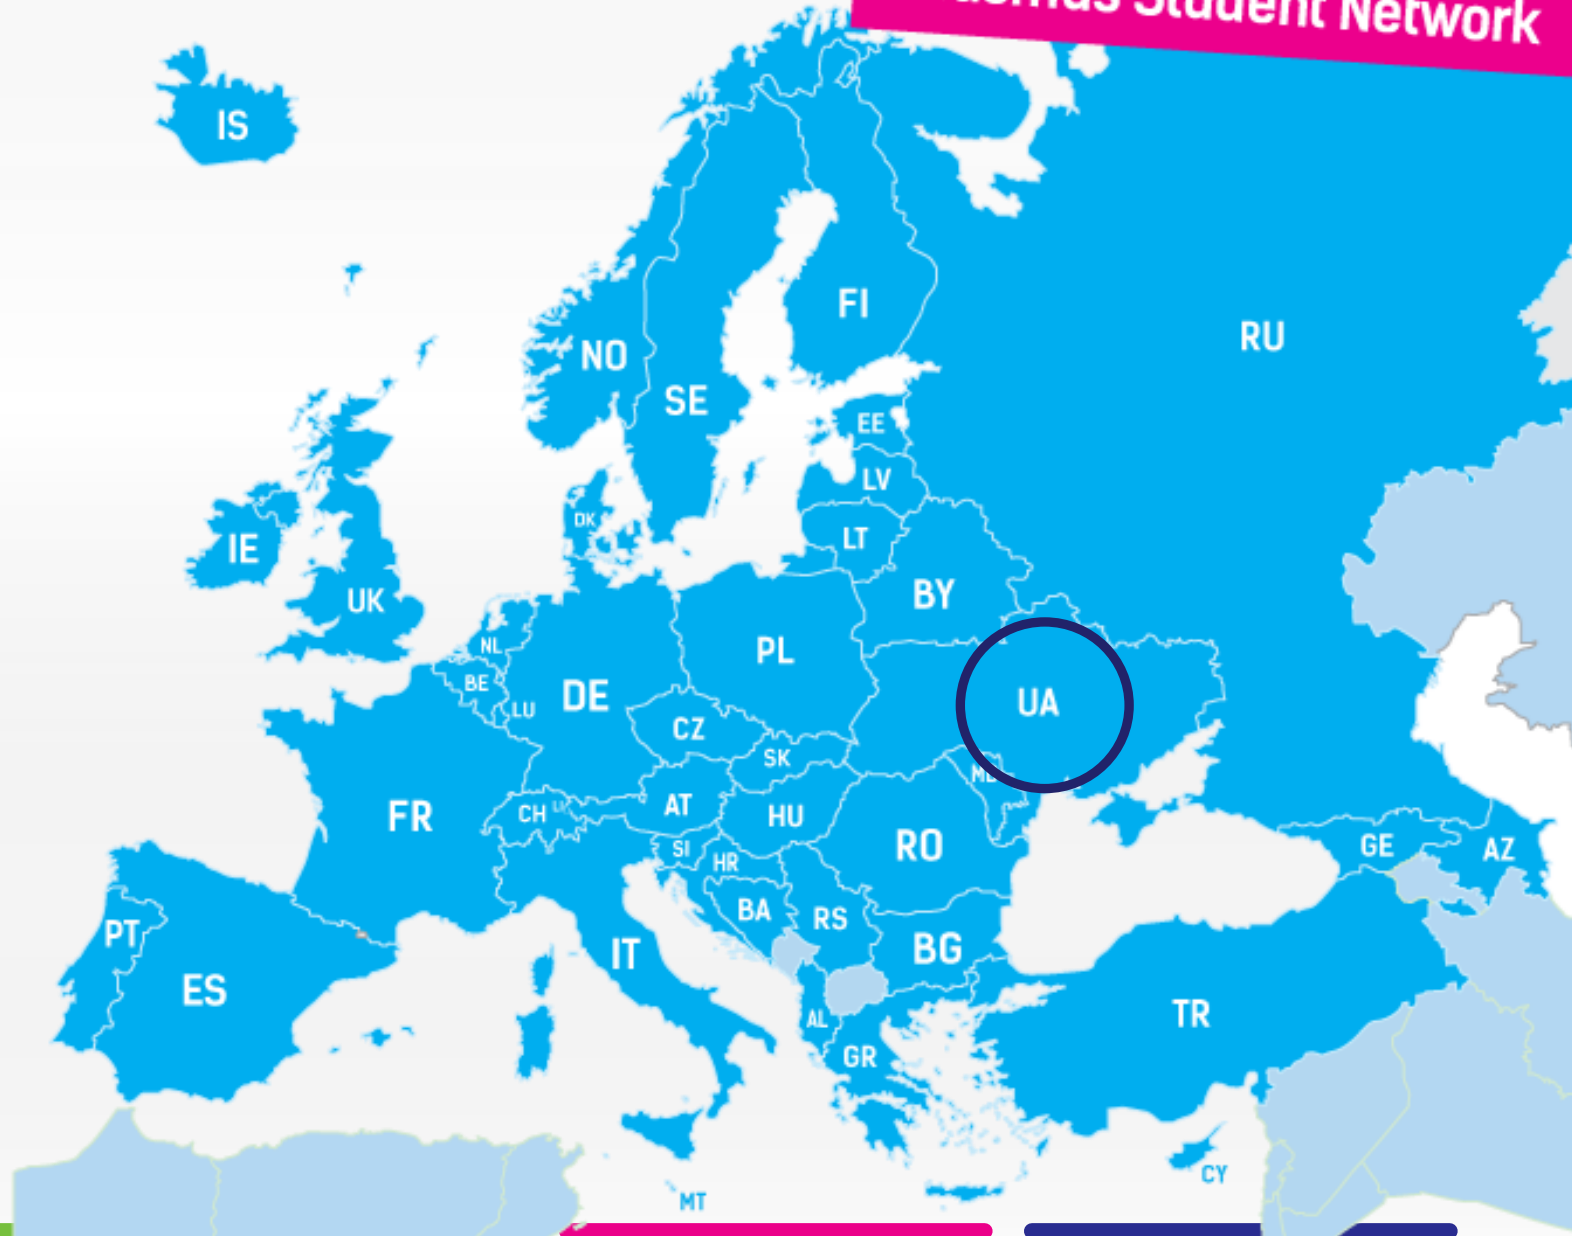 Student Network
IS
FI
RU
NO
SE
EE
LV
DK
LT
IE
BY
UK
NL
PL
BE
DE
UA
LU
CZ
SK
CH
AT
HU
FR
RO
GE
AZ
SI
HR
BA
RS
PT
BG
IT
ES
TR
AL
GR
CY
MT